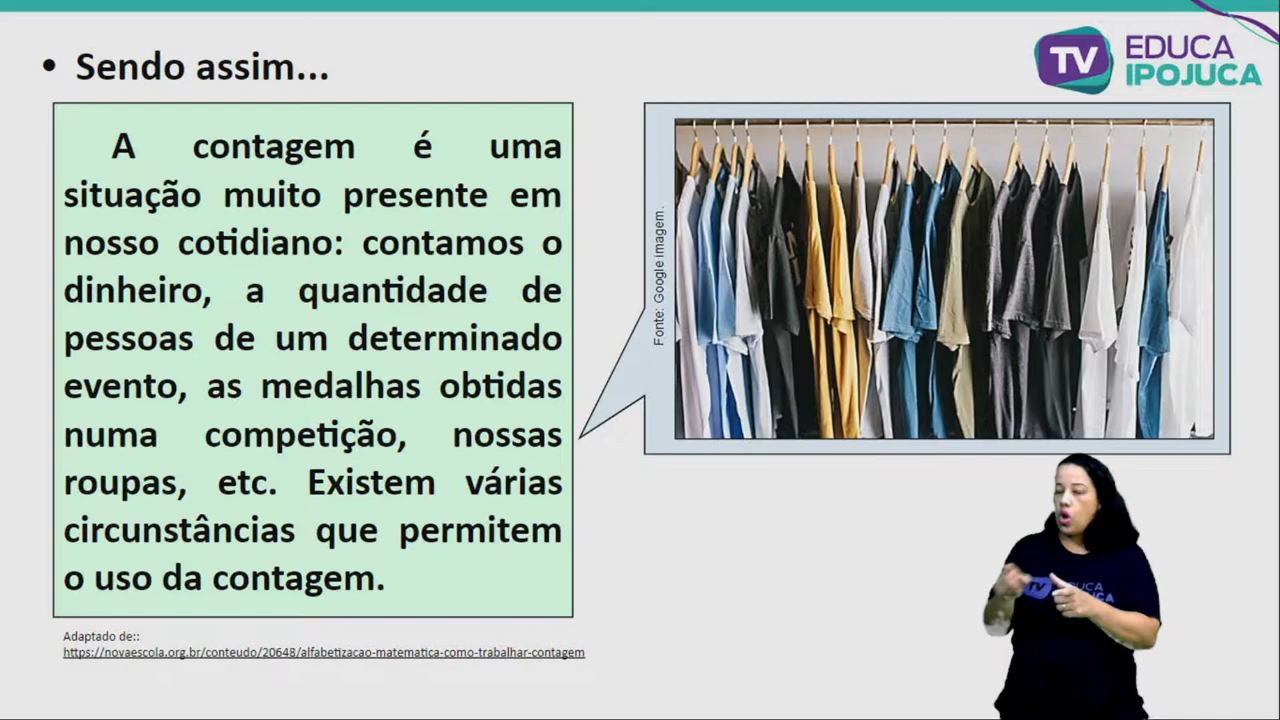 • Sendo assim...
TV EDUCA
IPOJUCA
A contagem é uma
situação muito presente em
nosso cotidiano: contamos o
dinheiro, a quantidade de
pessoas de um determinado
evento, as medalhas obtidas
numa competição, nossas
roupas, etc. Existem várias
circunstâncias que permitem
o uso da contagem.
Adaptado de::
https://novaescola.org.br/conteudo/20648/alfabetizacao-matematica-como-trabalhar-contagem
Fonte: Google imagem.
TV EDUCA